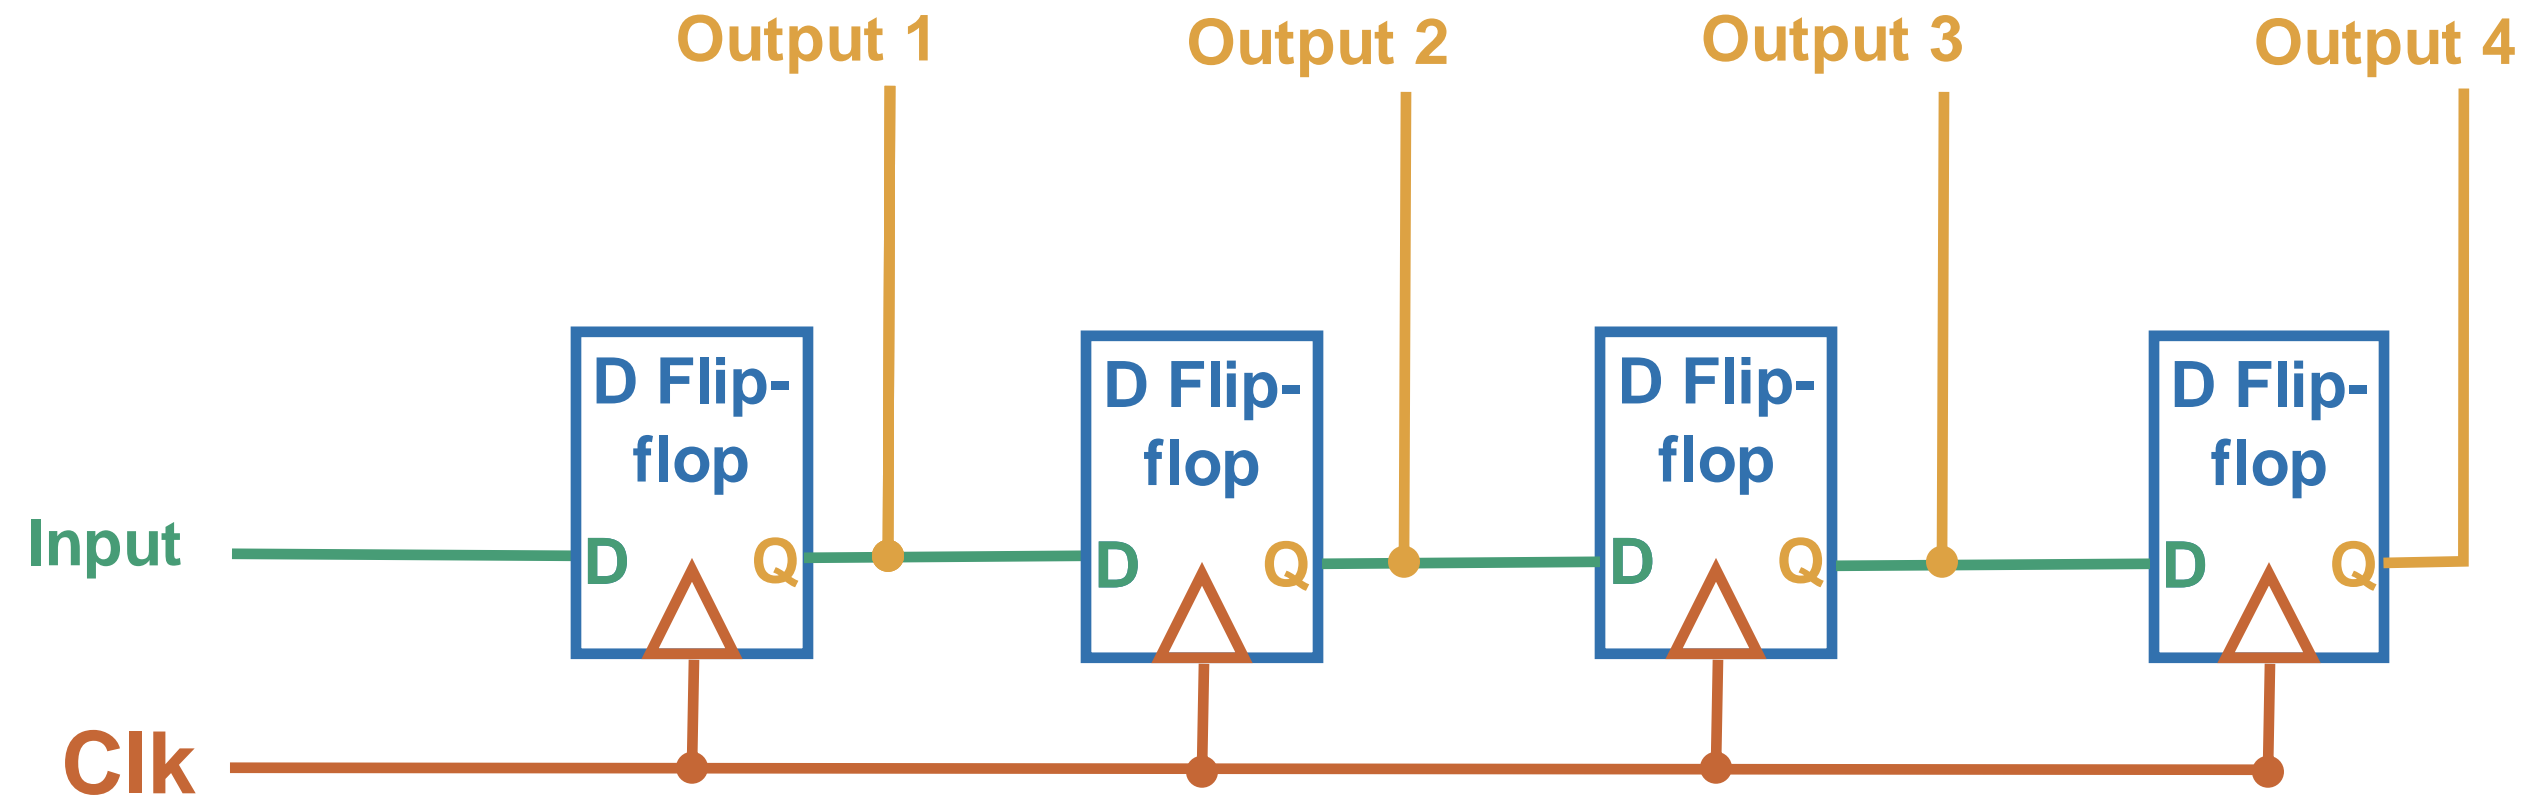 Output 1
Output 2
Output 3
Output 4
D Flip-
flop
D Flip-
flop
D Flip-
flop
D Flip-
flop
Input
D
Q
D
Q
D
Q
D
Q
Clk